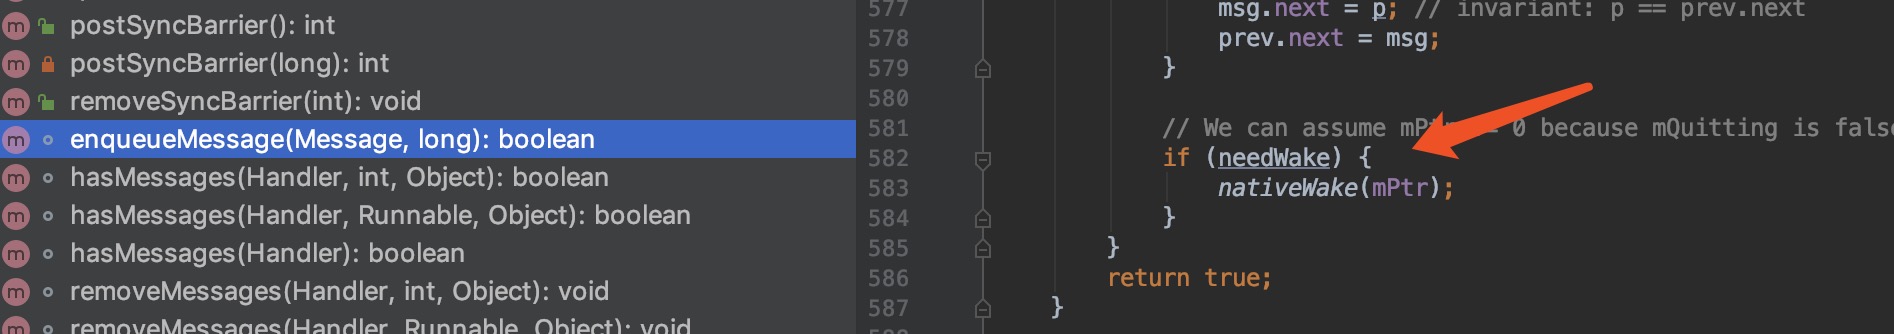 postSyncBarrier(): int
postSyncBarrier(long): int
removeSyncBarrier(int): void
enqueueMessage(Message, long): boolean
hasMessages(Handler, int, Object): boolean
hasMessages(Handler, Runnable, Object): boolean
hasMessages(Handler): boolean
removeMessages(Handler, int, Object): void
removeMessages(Handler, Runnable, Object): void
577 msg.next = p; // invariant: p == prev.next
578 prev.next = msg;
579 }
580
581 // We can assume 0 because mQuitting is false
582 if (needWake) {
583 nativeWake(mPtr);
584 }
585 }
586 return true;
587 }